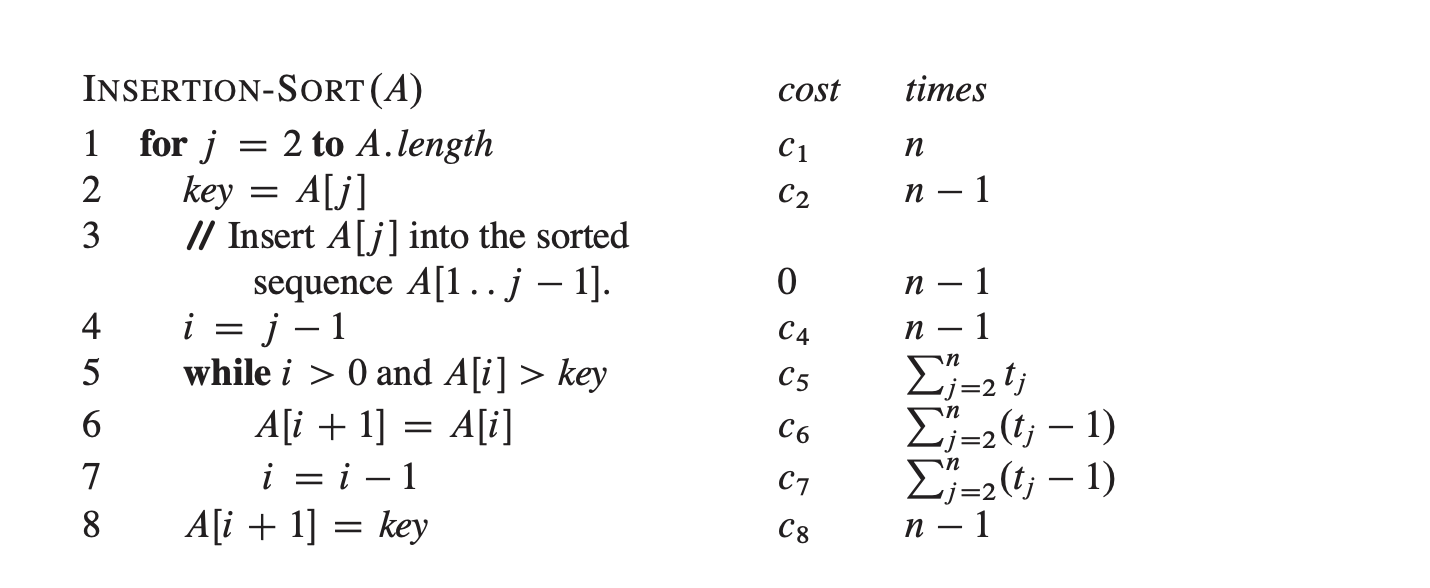 INSERTION-SORT(A) cost times
1 for j = 2 to A.length c₁ n
2 key = A[j] c₂ n − 1
3 // Insert A[j] into the sorted
sequence A[1 . . j − 1]. 0 n − 1
4 i = j − 1 c₄ n − 1
5 while i > 0 and A[i] > key c₅ ∑ⁿⱼ₌₂ tⱼ
6 A[i + 1] = A[i] c₆ ∑ⁿⱼ₌₂(tⱼ − 1)
7 i = i − 1 c₇ ∑ⁿⱼ₌₂(tⱼ − 1)
8 A[i + 1] = key c₈ n − 1